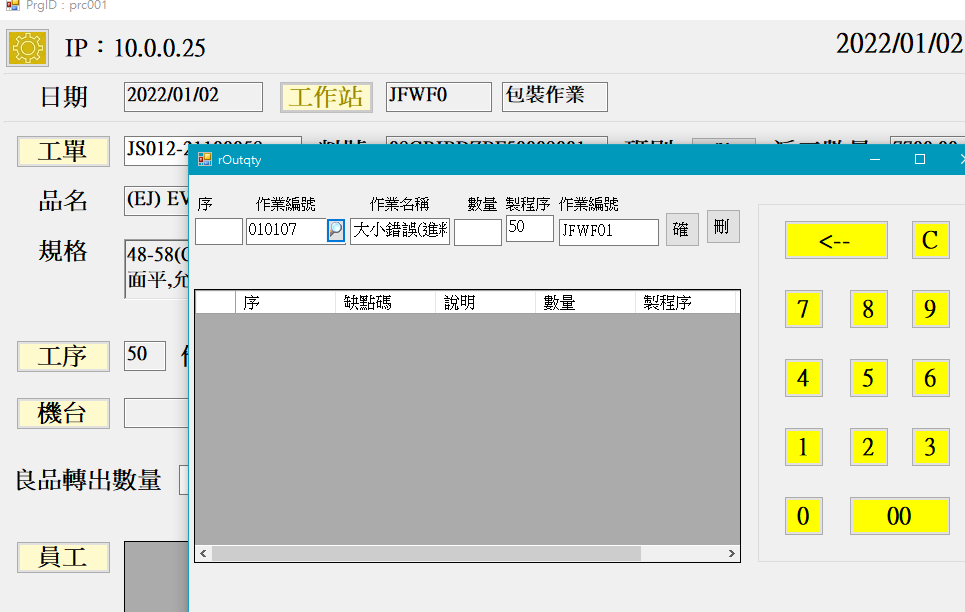 PrgID : prc001
IP：10.0.0.25
2022/01/02
日期 2022/01/02 工作站 JFWF0 包裝作業
工單 JS012-
rOutqty
品名 (EJ) EV
規格 48-58(
面平,允
工序 50
機台
良品轉出數量
員工
序 作業編號 作業名稱 數量 製程序 作業編號
010107 大小錯誤(進料 50 JFWF01 確 刪
序 缺點碼 說明 數量 製程序
<-- C
7 8 9
4 5 6
1 2 3
0 00